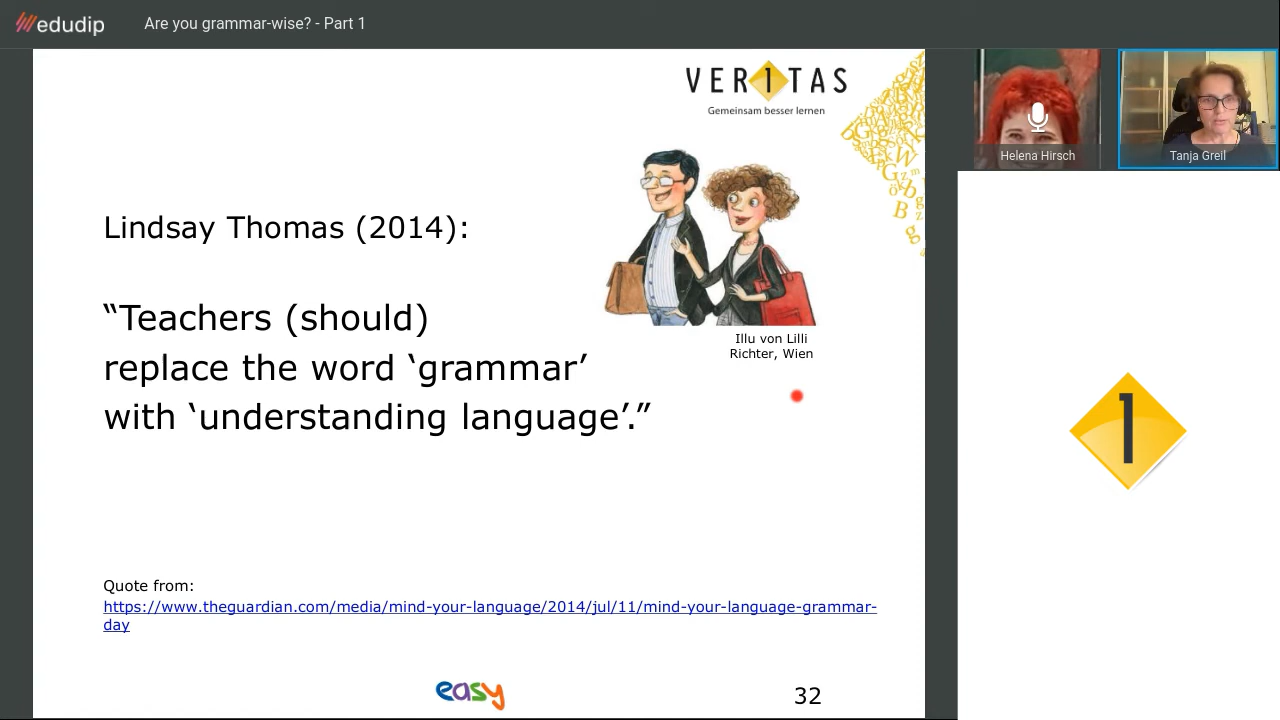 edudip
Are you grammar-wise? - Part 1
VER1TAS
Gemeinsam besser lernen
Helena Hirsch
Tanja Greil
Lindsay Thomas (2014):
“Teachers (should)
replace the word ‘grammar’
with ‘understanding language’.”
Illu von Lilli
Richter, Wien
1
Quote from:
https://www.theguardian.com/media/mind-your-language/2014/jul/11/mind-your-language-grammar-
day
easy
32